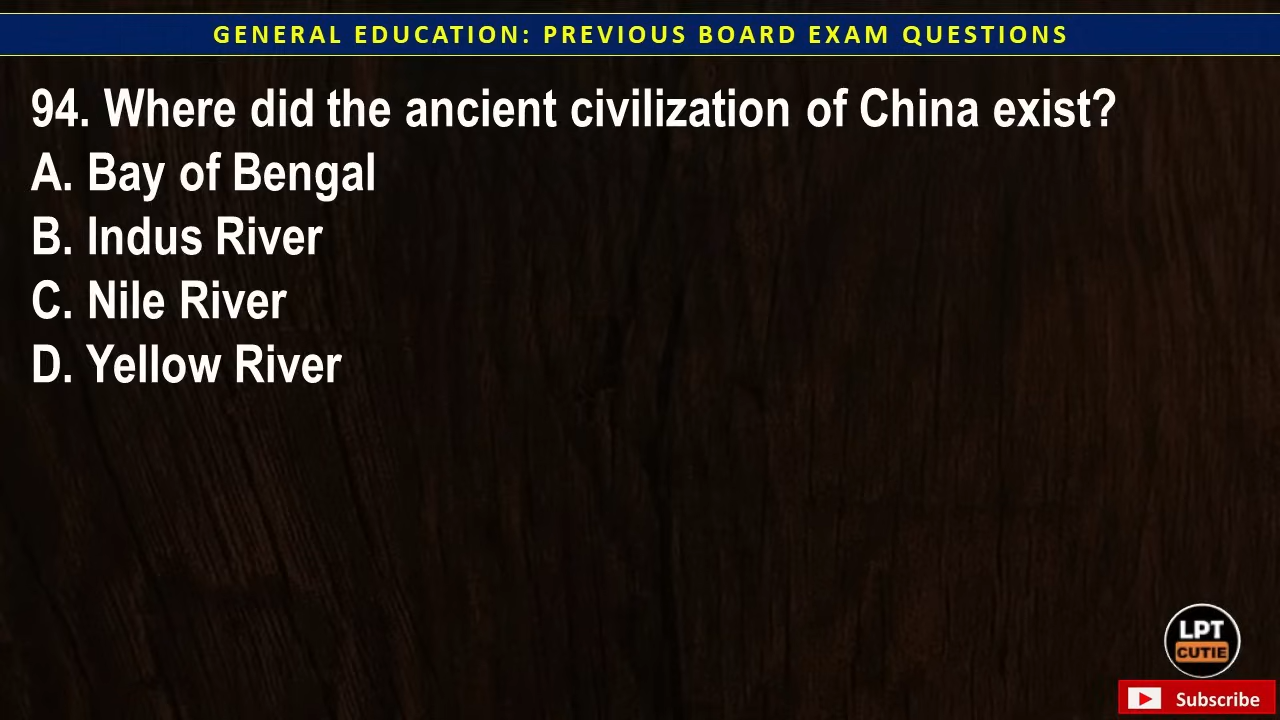 GENERAL EDUCATION: PREVIOUS BOARD EXAM QUESTIONS
94. Where did the ancient civilization of China exist?
A. Bay of Bengal
B. Indus River
C. Nile River
D. Yellow River
LPT
CUTIE
Subscribe